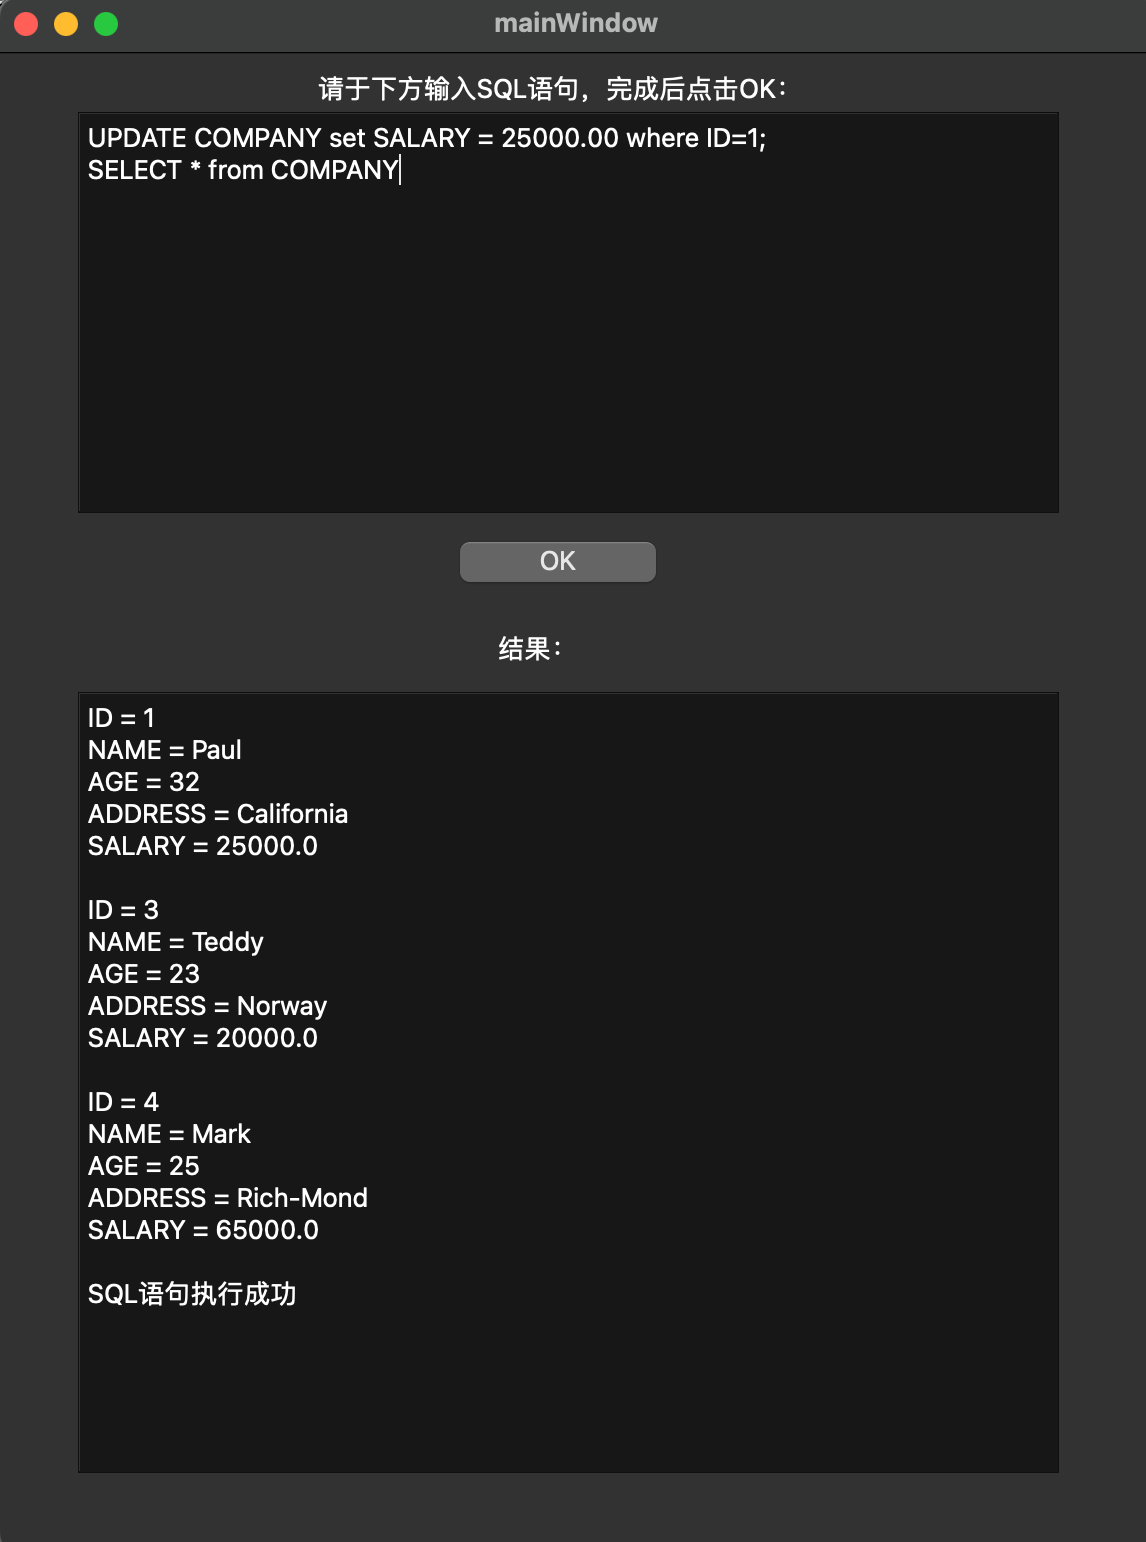 mainWindow
请于下方输入SQL语句，完成后点击OK：
UPDATE COMPANY set SALARY = 25000.00 where ID=1;
SELECT * from COMPANY
OK
结果：
ID = 1
NAME = Paul
AGE = 32
ADDRESS = California
SALARY = 25000.0
ID = 3
NAME = Teddy
AGE = 23
ADDRESS = Norway
SALARY = 20000.0
ID = 4
NAME = Mark
AGE = 25
ADDRESS = Rich-Mond
SALARY = 65000.0
SQL语句执行成功